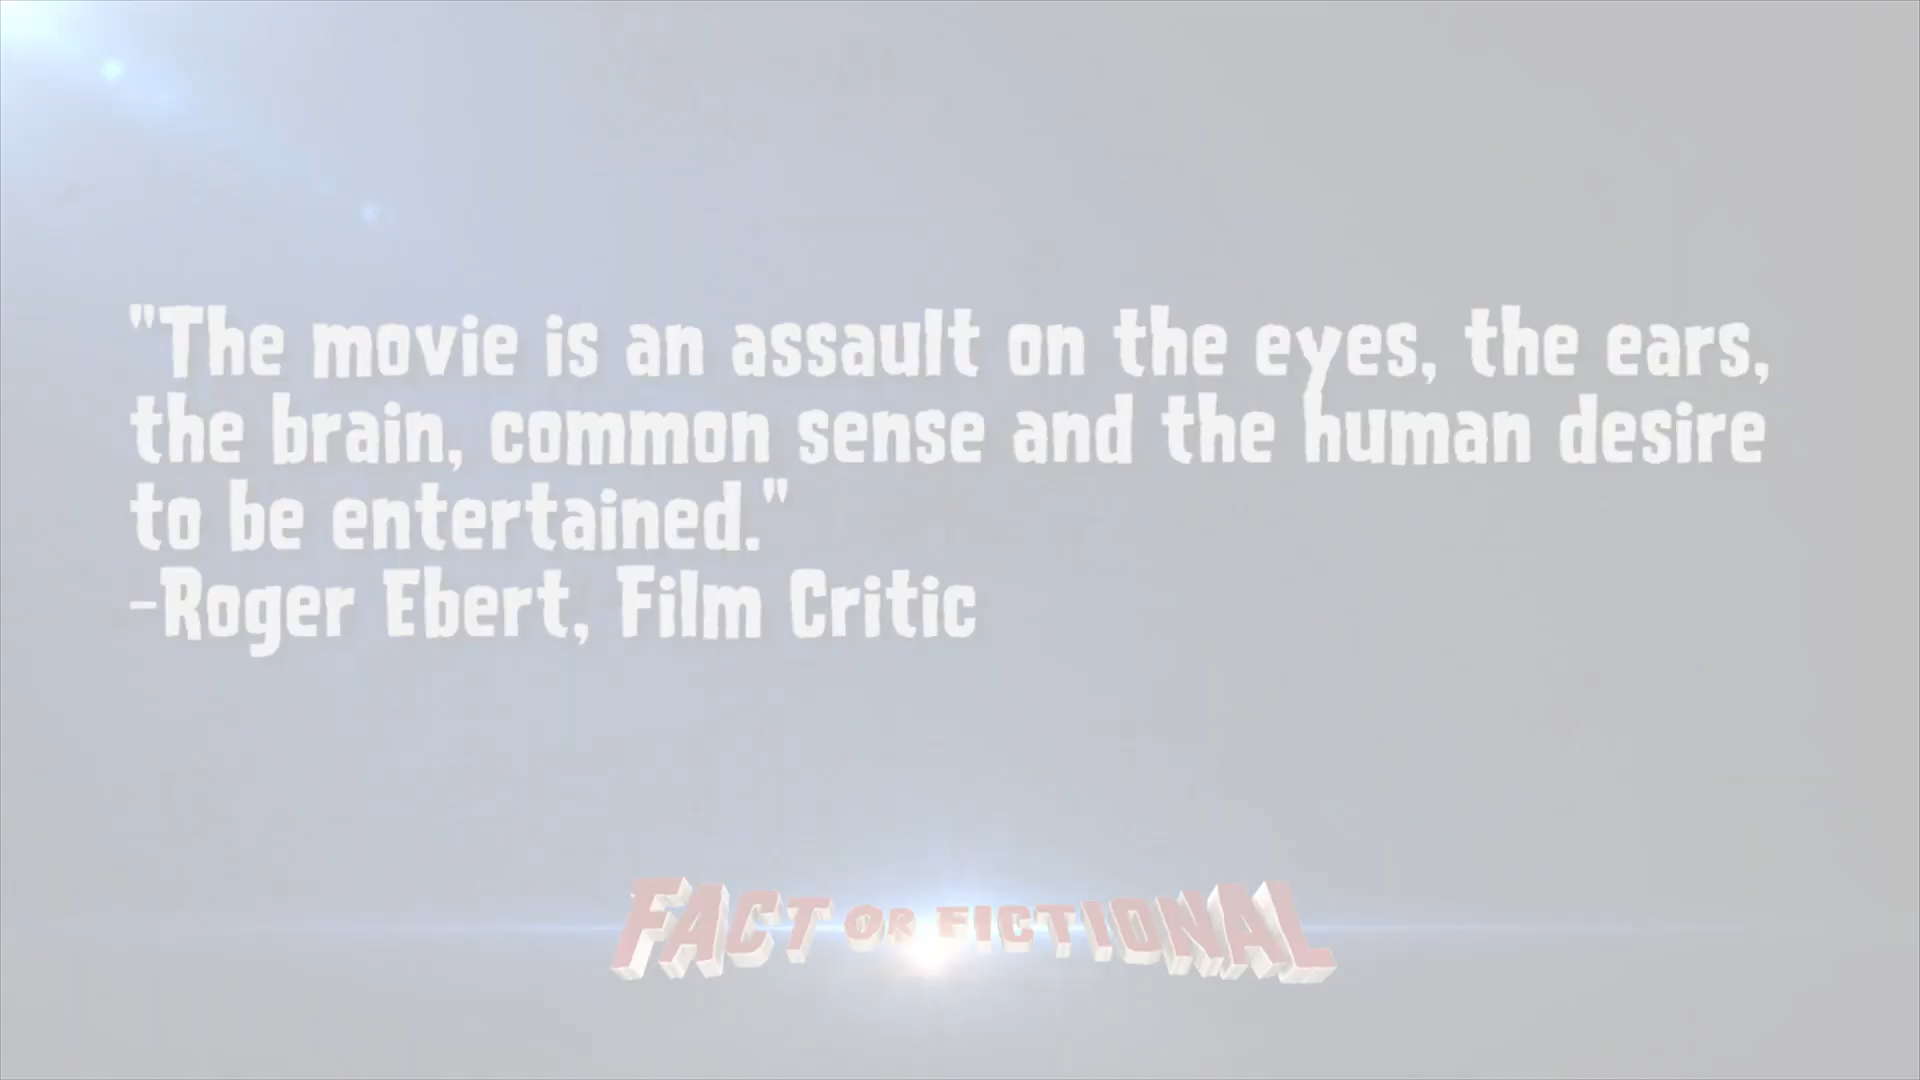 "The movie is an assault on the eyes, the ears,
the brain, common sense and the human desire
to be entertained."
-Roger Ebert, Film Critic
FACT OR FICTIONAL